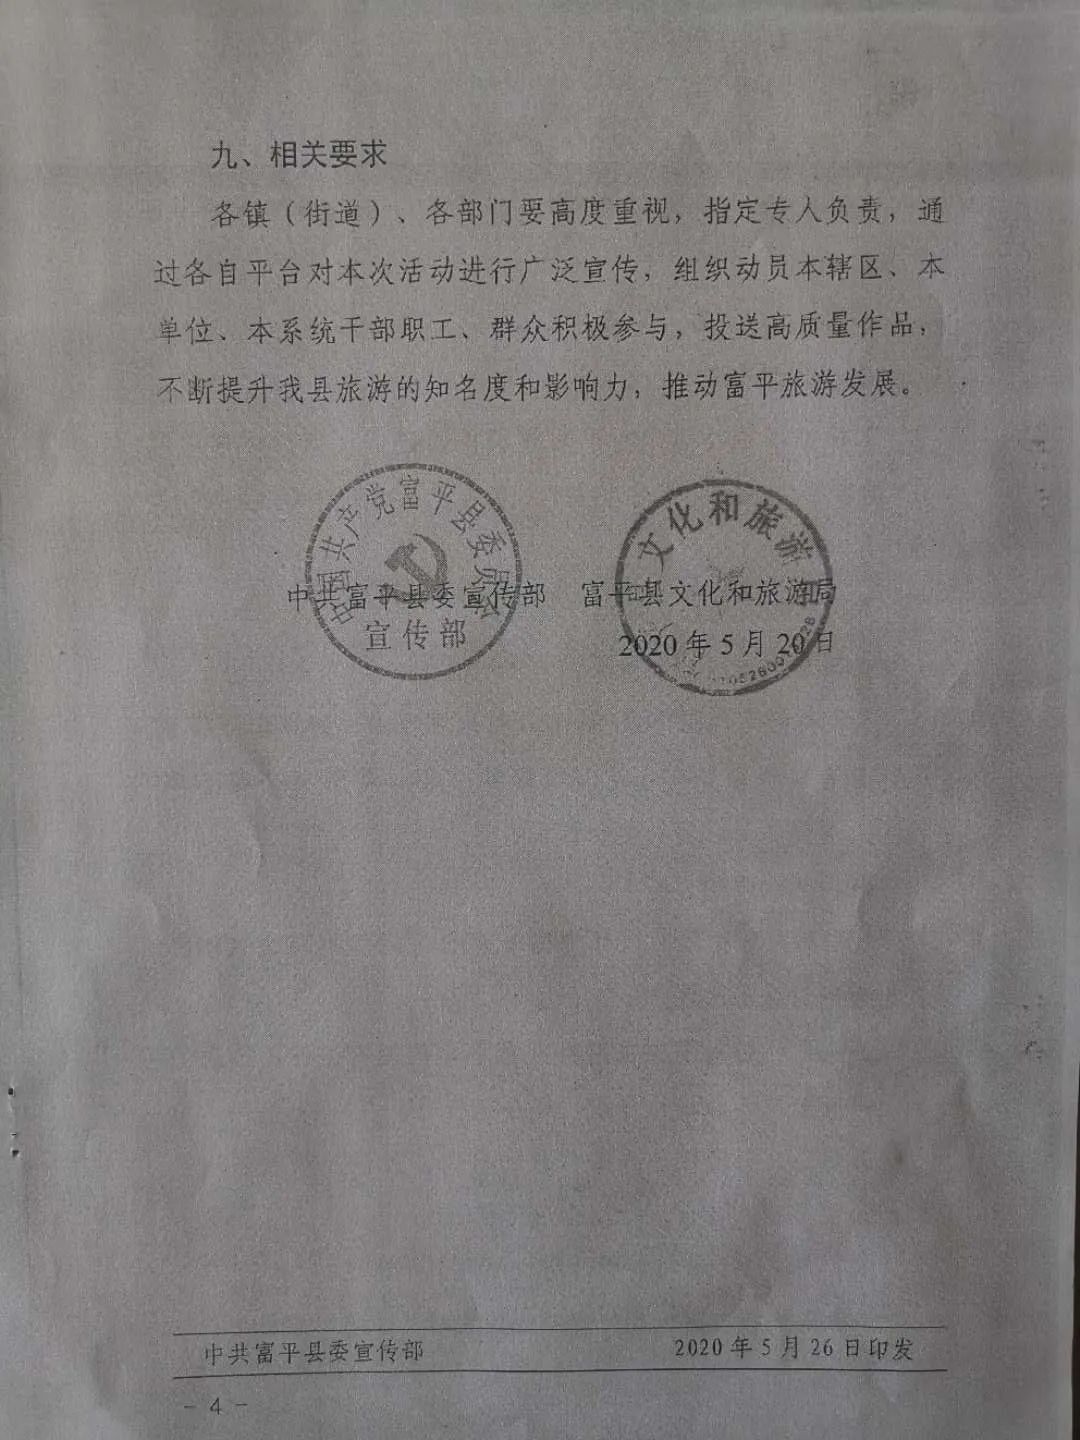 九、相关要求
各镇（街道）、各部门要高度重视，指定专人负责，通
过各自平台对本次活动进行广泛宣传，组织动员本辖区、本
单位、本系统干部职工、群众积极参与，投送高质量作品，
不断提升我县旅游的知名度和影响力，推动富平旅游发展。
中国共产党富平县委员会
宣传部
文化和旅游局
中共富平县委宣传部 富平县文化和旅游局
2020年5月20日
中共富平县委宣传部 2020年5月26日印发
- 4 -